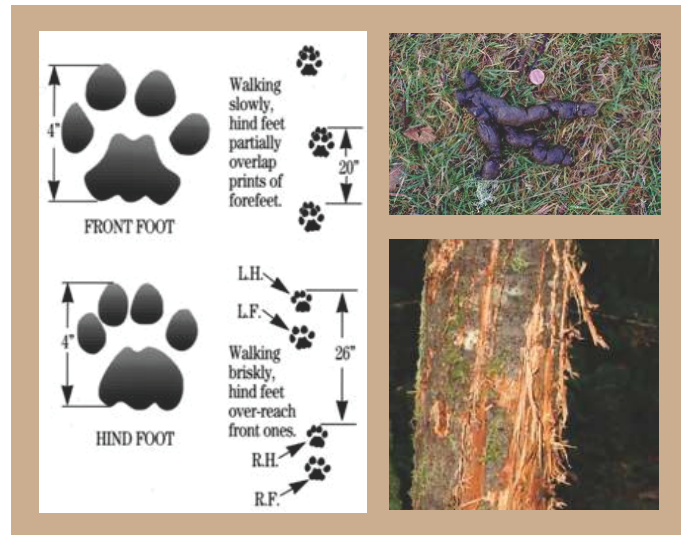 4"
FRONT FOOT
Walking
slowly,
hind feet
partially
overlap
prints of
forefeet.
20"
4"
HIND FOOT
L.H.
L.F.
Walking
briskly,
hind feet
over-reach
front ones.
26"
R.H.
R.F.